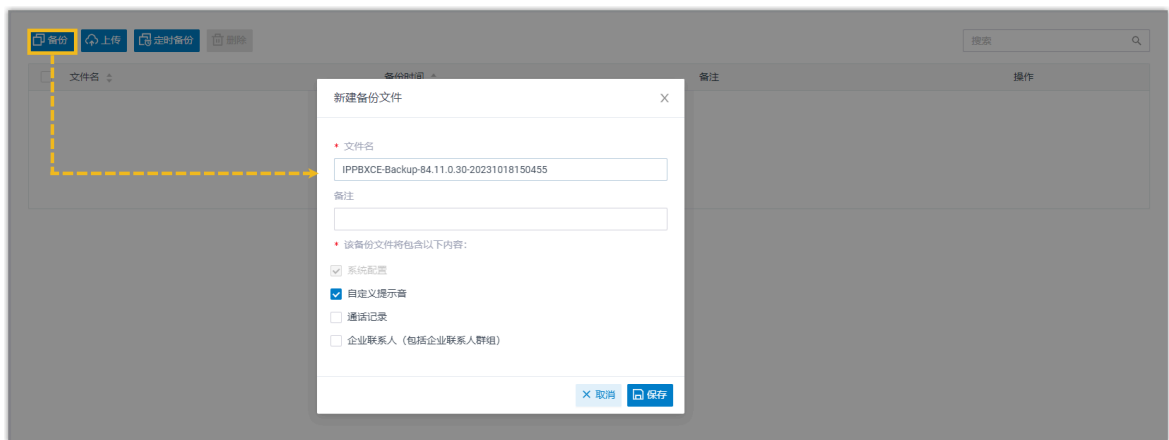 备份 上传 定时备份 删除 搜索
文件名 备份时间 备注 操作
新建备份文件
* 文件名
IPPBXCE-Backup-84.11.0.30-20231018150455
备注
* 该备份文件将包含以下内容:
系统配置
自定义提示音
通话记录
企业联系人（包括企业联系人群组）
取消 保存